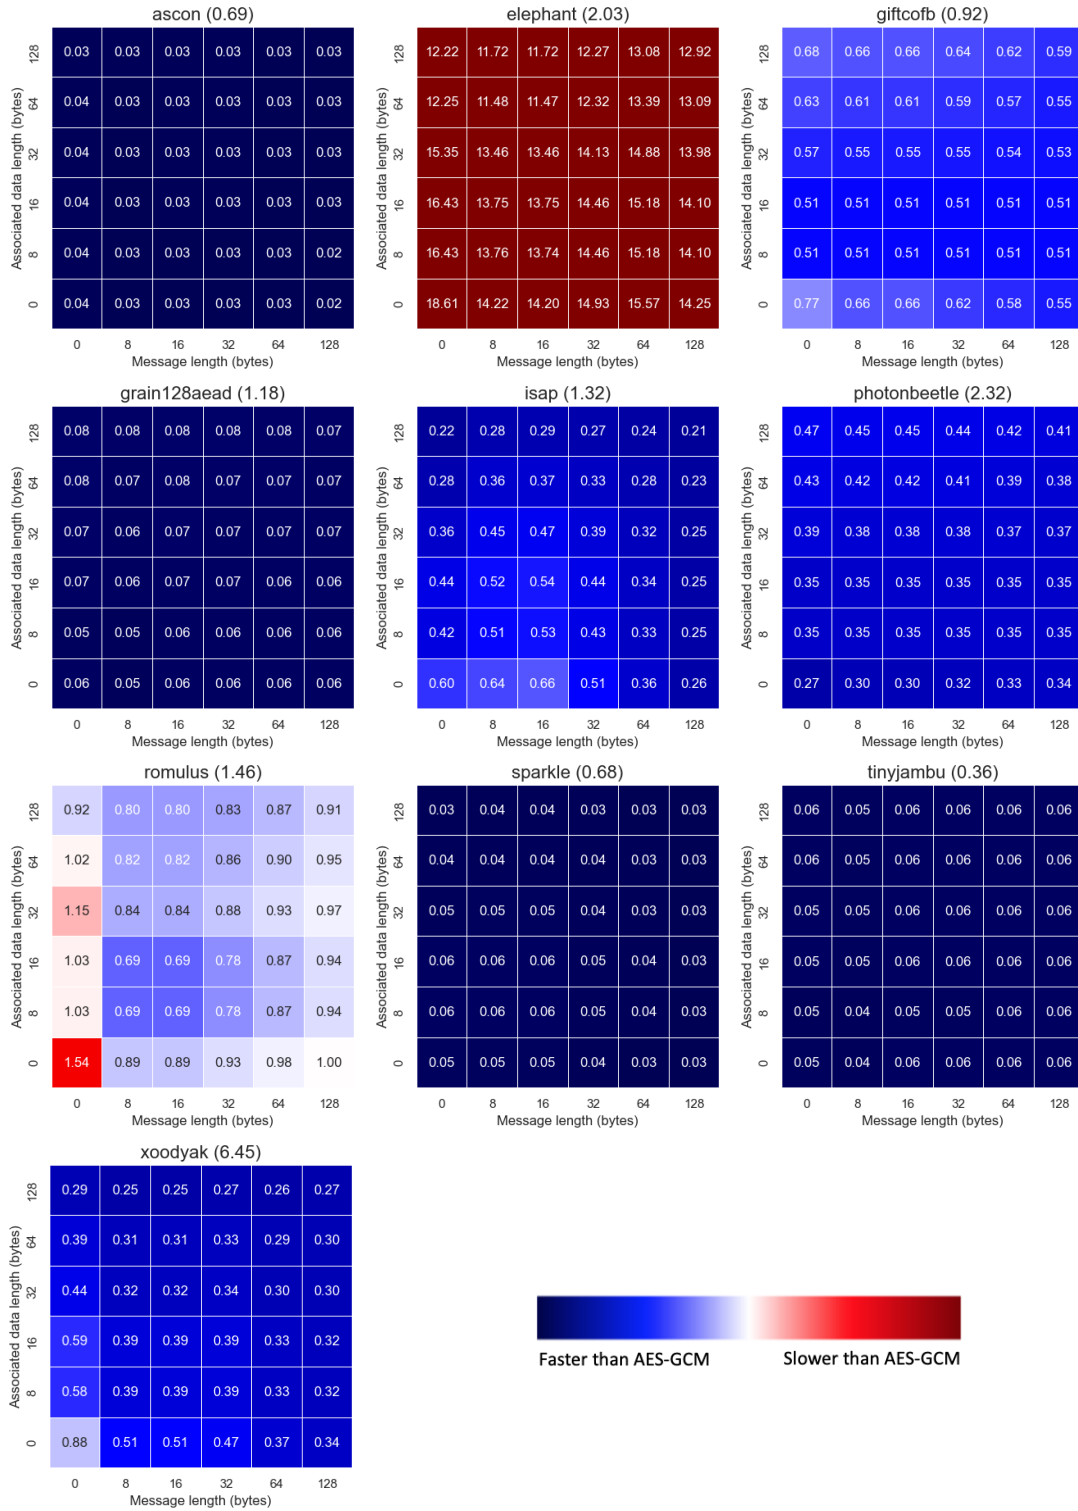 ascon (0.69)
Associated data length (bytes)
128 0.03 0.03 0.03 0.03 0.03 0.03
64 0.04 0.03 0.03 0.03 0.03 0.03
32 0.04 0.03 0.03 0.03 0.03 0.03
16 0.04 0.03 0.03 0.03 0.03 0.03
8 0.04 0.03 0.03 0.03 0.03 0.02
0 0.04 0.03 0.03 0.03 0.03 0.02
0 8 16 32 64 128
Message length (bytes)
elephant (2.03)
Associated data length (bytes)
128 12.22 11.72 11.72 12.27 13.08 12.92
64 12.25 11.48 11.47 12.32 13.39 13.09
32 15.35 13.46 13.46 14.13 14.88 13.98
16 16.43 13.75 13.75 14.46 15.18 14.10
8 16.43 13.76 13.74 14.46 15.18 14.10
0 18.61 14.22 14.20 14.93 15.57 14.25
0 8 16 32 64 128
Message length (bytes)
giftcofb (0.92)
Associated data length (bytes)
128 0.68 0.66 0.66 0.64 0.62 0.59
64 0.63 0.61 0.61 0.59 0.57 0.55
32 0.57 0.55 0.55 0.55 0.54 0.53
16 0.51 0.51 0.51 0.51 0.51 0.51
8 0.51 0.51 0.51 0.51 0.51 0.51
0 0.77 0.66 0.66 0.62 0.58 0.55
0 8 16 32 64 128
Message length (bytes)
grain128aead (1.18)
Associated data length (bytes)
128 0.08 0.08 0.08 0.08 0.08 0.07
64 0.08 0.07 0.08 0.07 0.07 0.07
32 0.07 0.06 0.07 0.07 0.07 0.07
16 0.07 0.06 0.07 0.07 0.06 0.06
8 0.05 0.05 0.06 0.06 0.06 0.06
0 0.06 0.05 0.06 0.06 0.06 0.06
0 8 16 32 64 128
Message length (bytes)
isap (1.32)
Associated data length (bytes)
128 0.22 0.28 0.29 0.27 0.24 0.21
64 0.28 0.36 0.37 0.33 0.28 0.23
32 0.36 0.45 0.47 0.39 0.32 0.25
16 0.44 0.52 0.54 0.44 0.34 0.25
8 0.42 0.51 0.53 0.43 0.33 0.25
0 0.60 0.64 0.66 0.51 0.36 0.26
0 8 16 32 64 128
Message length (bytes)
photonbeetle (2.32)
Associated data length (bytes)
128 0.47 0.45 0.45 0.44 0.42 0.41
64 0.43 0.42 0.42 0.41 0.39 0.38
32 0.39 0.38 0.38 0.38 0.37 0.37
16 0.35 0.35 0.35 0.35 0.35 0.35
8 0.35 0.35 0.35 0.35 0.35 0.35
0 0.27 0.30 0.30 0.32 0.33 0.34
0 8 16 32 64 128
Message length (bytes)
romulus (1.46)
Associated data length (bytes)
128 0.92 0.80 0.80 0.83 0.87 0.91
64 1.02 0.82 0.82 0.86 0.90 0.95
32 1.15 0.84 0.84 0.88 0.93 0.97
16 1.03 0.69 0.69 0.78 0.87 0.94
8 1.03 0.69 0.69 0.78 0.87 0.94
0 1.54 0.89 0.89 0.93 0.98 1.00
0 8 16 32 64 128
Message length (bytes)
sparkle (0.68)
Associated data length (bytes)
128 0.03 0.04 0.04 0.03 0.03 0.03
64 0.04 0.04 0.04 0.04 0.03 0.03
32 0.05 0.05 0.05 0.04 0.03 0.03
16 0.06 0.06 0.06 0.05 0.04 0.03
8 0.06 0.06 0.06 0.05 0.04 0.03
0 0.05 0.05 0.05 0.04 0.03 0.03
0 8 16 32 64 128
Message length (bytes)
tinyjambu (0.36)
Associated data length (bytes)
128 0.06 0.05 0.06 0.06 0.06 0.06
64 0.06 0.05 0.06 0.06 0.06 0.06
32 0.05 0.05 0.06 0.06 0.06 0.06
16 0.05 0.05 0.06 0.06 0.06 0.06
8 0.05 0.04 0.05 0.05 0.06 0.06
0 0.05 0.04 0.06 0.06 0.06 0.06
0 8 16 32 64 128
Message length (bytes)
xoodyak (6.45)
Associated data length (bytes)
128 0.29 0.25 0.25 0.27 0.26 0.27
64 0.39 0.31 0.31 0.33 0.29 0.30
32 0.44 0.32 0.32 0.34 0.30 0.30
16 0.59 0.39 0.39 0.39 0.33 0.32
8 0.58 0.39 0.39 0.39 0.33 0.32
0 0.88 0.51 0.51 0.47 0.37 0.34
0 8 16 32 64 128
Message length (bytes)
Faster than AES-GCM
Slower than AES-GCM